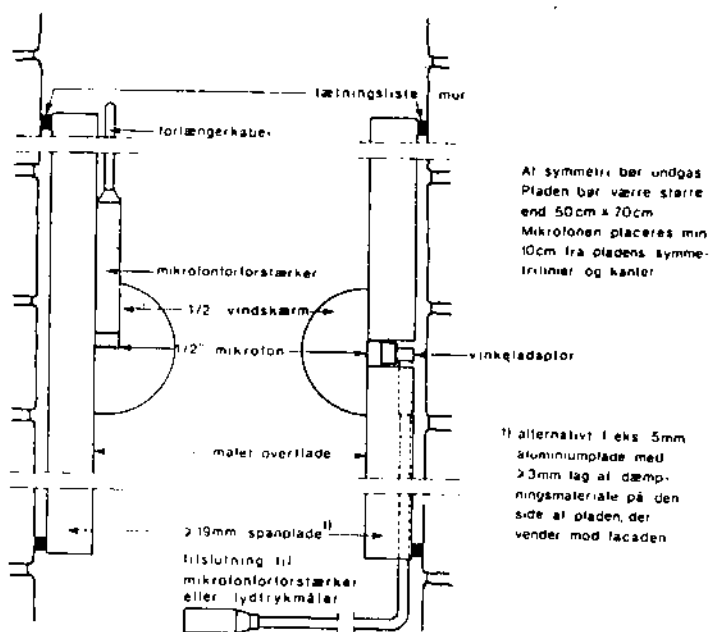 tætningsliste mur
forlængerkabel
mikrofonforforstærker
1/2 vindskærm
1/2" mikrofon
vinkeladaptor
malet overflade
≥19mm spanplade 1)
tilslutning til
mikrofonforforstærker
eller lydtrykmåler
At symmetri bør undgås
Pladen bør værre større
end 50cm x 70cm
Mikrofonen placeres min
10cm fra pladens symme-
trilinier og kanter
1) alternativt f eks 5mm
aluminiumplade med
≥3mm lag af dæmp-
ningsmateriale på den
side af pladen, der
vender mod facaden